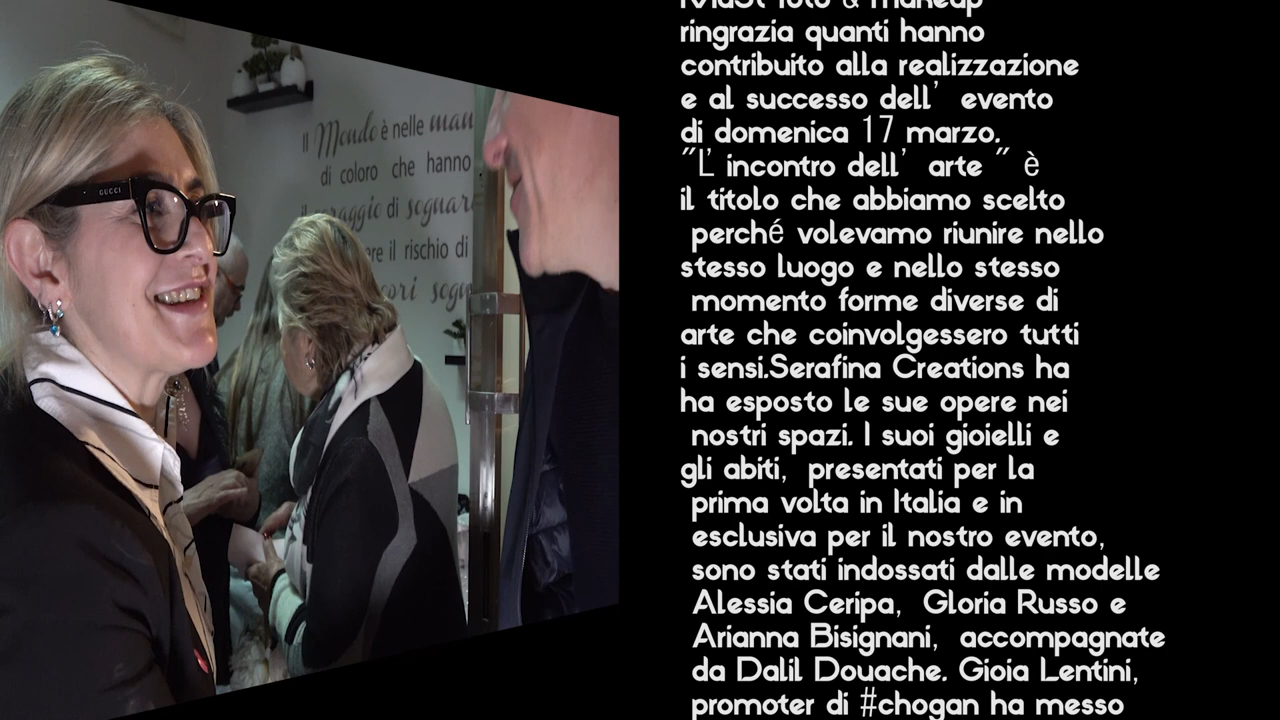 GUCCI
Il Mondo è nelle
di coloro che hanno
il coraggio di
il rischio di
ringrazia quanti hanno
contribuito alla realizzazione
e al successo dell' evento
di domenica 17 marzo.
"L' incontro dell' arte " è
il titolo che abbiamo scelto
perché volevamo riunire nello
stesso luogo e nello stesso
momento forme diverse di
arte che coinvolgessero tutti
i sensi.Serafina Creations ha
ha esposto le sue opere nei
nostri spazi. I suoi gioielli e
gli abiti, presentati per la
prima volta in Italia e in
esclusiva per il nostro evento,
sono stati indossati dalle modelle
Alessia Ceripa, Gloria Russo e
Arianna Bisignani, accompagnate
da Dalil Douache. Gioia Lentini,
promoter di #chogan ha messo